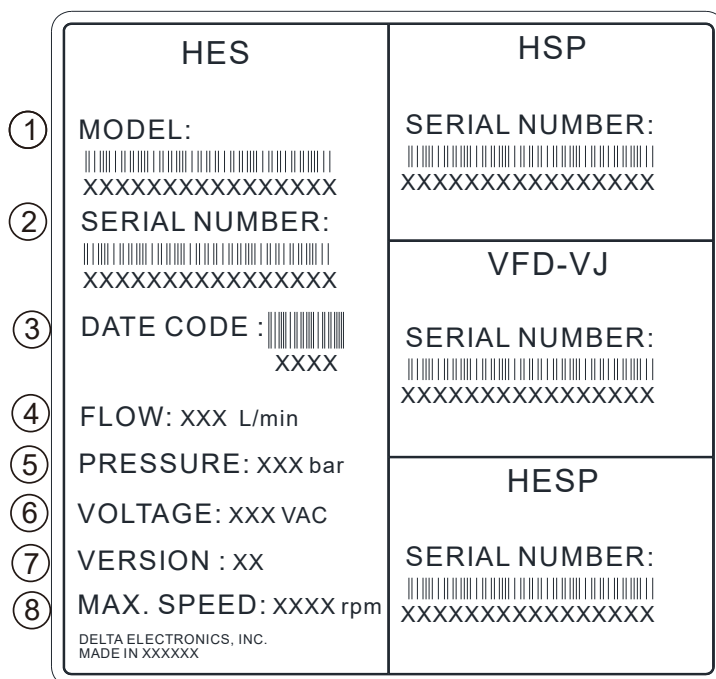 HES
① MODEL:
XXXXXXXXXXXXXXXX
② SERIAL NUMBER:
XXXXXXXXXXXXXXXX
③ DATE CODE :
XXXX
④ FLOW: XXX L/min
⑤ PRESSURE: XXX bar
⑥ VOLTAGE: XXX VAC
⑦ VERSION : XX
⑧ MAX. SPEED: XXXX rpm
DELTA ELECTRONICS, INC.
MADE IN XXXXXX
HSP
SERIAL NUMBER:
XXXXXXXXXXXXXXXX
VFD-VJ
SERIAL NUMBER:
XXXXXXXXXXXXXXXX
HESP
SERIAL NUMBER:
XXXXXXXXXXXXXXXX